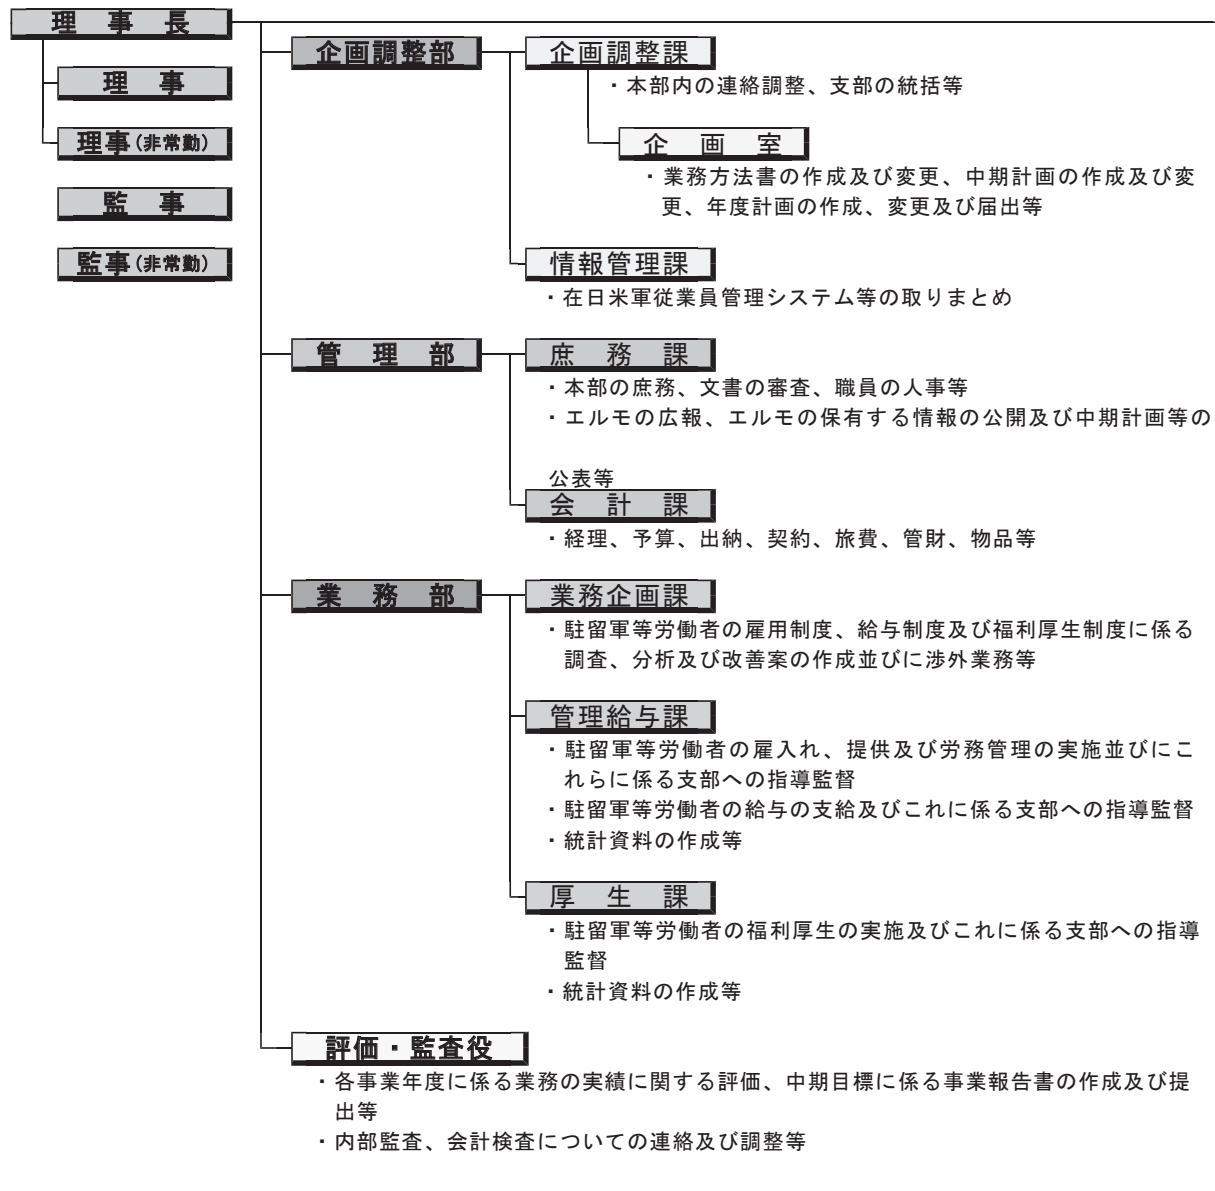 理事長
理事
理事(非常勤)
監事
監事(非常勤)
企画調整部
企画調整課
・本部内の連絡調整、支部の統括等
企画室
・業務方法書の作成及び変更、中期計画の作成及び変
更、年度計画の作成、変更及び届出等
情報管理課
・在日米軍従業員管理システム等の取りまとめ
管理部
庶務課
・本部の庶務、文書の審査、職員の人事等
・エルモの広報、エルモの保有する情報の公開及び中期計画等の
公表等
会計課
・経理、予算、出納、契約、旅費、管財、物品等
業務部
業務企画課
・駐留軍等労働者の雇用制度、給与制度及び福利厚生制度に係る
調査、分析及び改善案の作成並びに渉外業務等
管理給与課
・駐留軍等労働者の雇入れ、提供及び労務管理の実施並びにこ
れらに係る支部への指導監督
・駐留軍等労働者の給与の支給及びこれに係る支部への指導監督
・統計資料の作成等
厚生課
・駐留軍等労働者の福利厚生の実施及びこれに係る支部への指導
監督
・統計資料の作成等
評価・監査役
・各事業年度に係る業務の実績に関する評価、中期目標に係る事業報告書の作成及び提
出等
・内部監査、会計検査についての連絡及び調整等